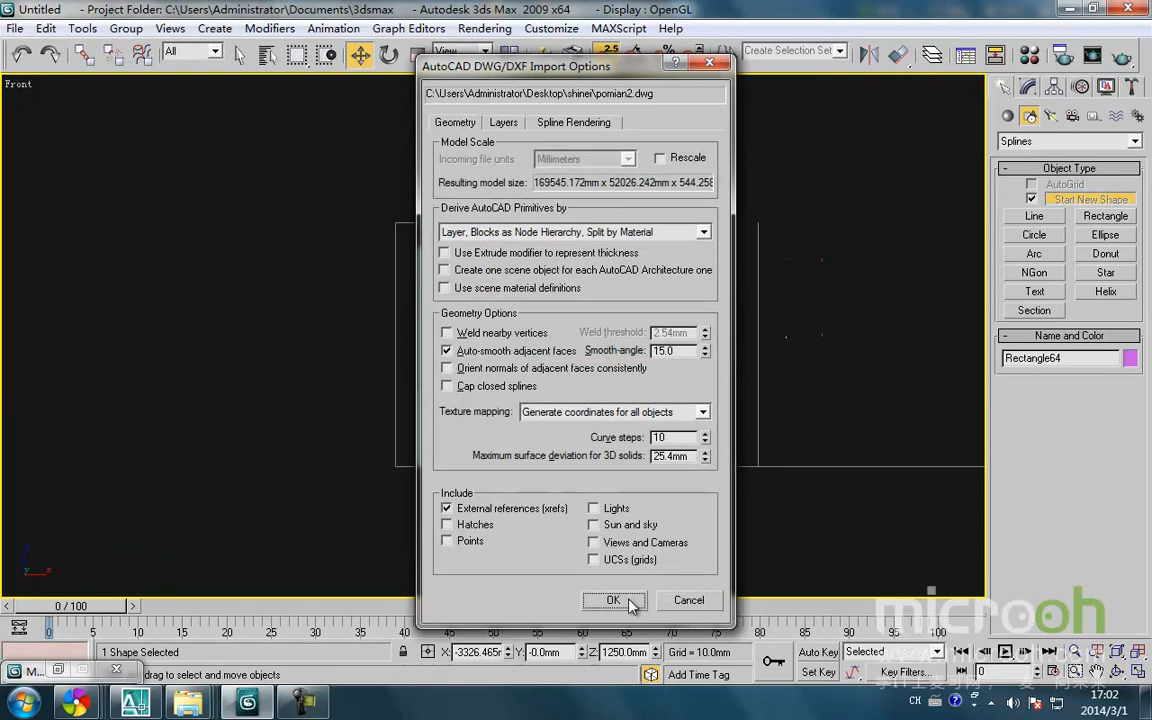 Untitled - Project Folder: C:\Users\Administrator\Documents\3dsmax - Autodesk 3ds Max 2009 x64 - Display : OpenGL
File Edit Tools Group Views Create Modifiers Animation Graph Editors Rendering Customize MAXScript Help
All
View
2.5
Create Selection Set
Front
AutoCAD DWG/DXF Import Options
C:\Users\Administrator\Desktop\shinei\pomian2.dwg
Geometry Layers Spline Rendering
Model Scale
Incoming file units: Millimeters Rescale
Resulting model size: 169545.172mm x 52026.242mm x 544.258
Derive AutoCAD Primitives by
Layer, Blocks as Node Hierarchy, Split by Material
Use Extrude modifier to represent thickness
Create one scene object for each AutoCAD Architecture one
Use scene material definitions
Geometry Options
Weld nearby vertices Weld threshold: 2.54mm
Auto-smooth adjacent faces Smooth-angle: 15.0
Orient normals of adjacent faces consistently
Cap closed splines
Texture mapping: Generate coordinates for all objects
Curve steps: 10
Maximum surface deviation for 3D solids: 25.4mm
Include
External references (xrefs) Lights
Hatches Sun and sky
Points Views and Cameras
UCSs (grids)
OK Cancel
Splines
- Object Type
AutoGrid
Start New Shape
Line Rectangle
Circle Ellipse
Arc Donut
NGon Star
Text Helix
Section
- Name and Color
Rectangle64
z
y x
microoh
0 / 100
0 5 10 15 20 25 30 35 40 45 50 55 60 65 70 75 80 85 90 95 100
1 Shape Selected X: -3326.465m Y: -0.0mm Z: 1250.0mm Grid = 10.0mm Auto Key Selected
M... drag to select and move objects Add Time Tag Set Key Key Filters... 0
CH
17:02
2014/3/1